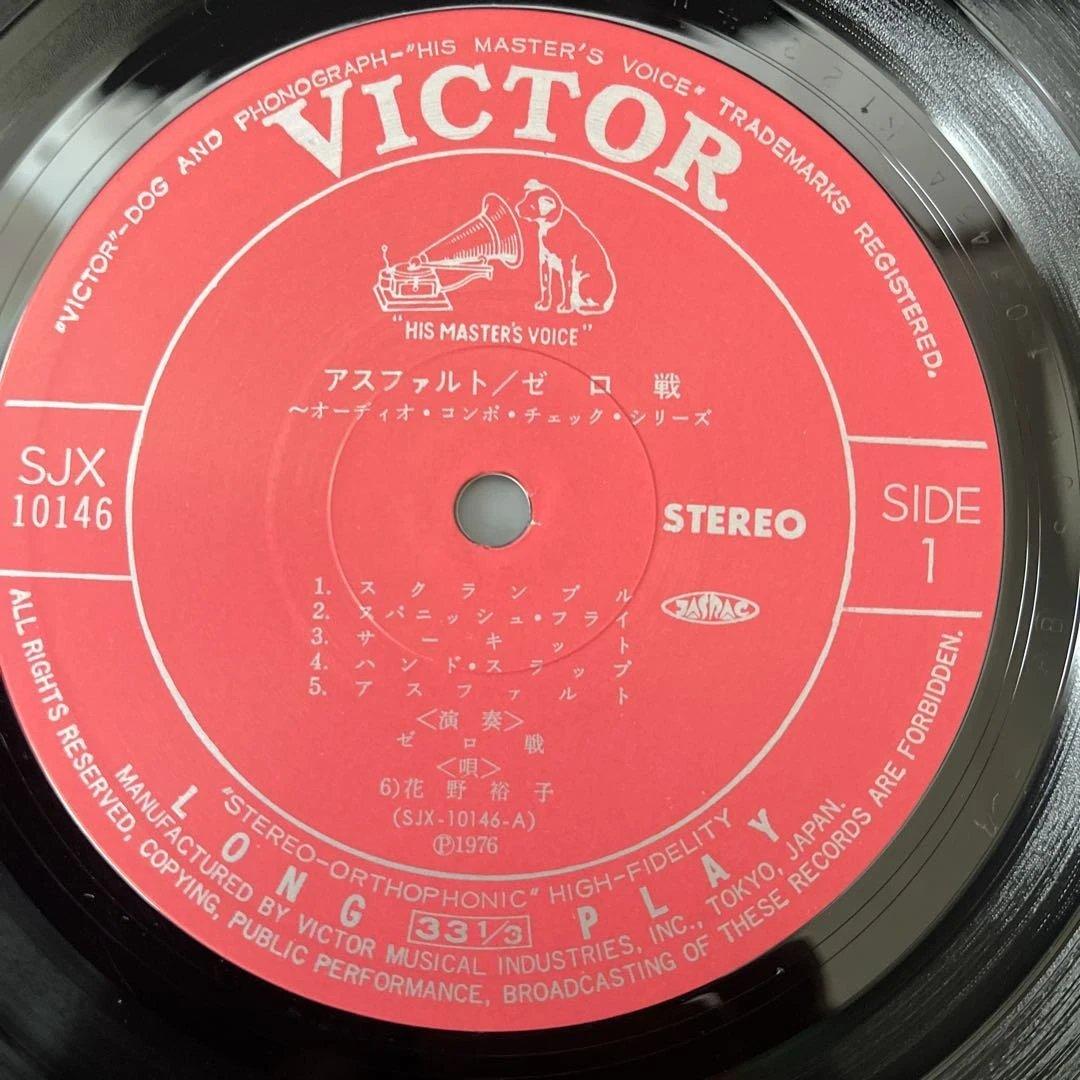 "VICTOR"-DOG AND PHONOGRAPH-"HIS MASTER'S VOICE" TRADEMARKS REGISTERED.
VICTOR
"HIS MASTER'S VOICE"
アスファルト/ゼロ戦
~オーディオ・コンポ・チェック・シリーズ
SJX
10146
STEREO
SIDE
1
JASRAC
1. スクランブル
2. スパニッシュ・フライ
3. サーキット
4. ハンド・スラップ
5. アスファルト
<演奏>
ゼロ戦
<唄>
6)花野裕子
(SJX-10146-A)
Ⓟ1976
"STEREO-ORTHOPHONIC" HIGH-FIDELITY
LONG PLAY
33 1/3
MANUFACTURED BY VICTOR MUSICAL INDUSTRIES, INC., TOKYO, JAPAN.
ALL RIGHTS RESERVED, COPYING, PUBLIC PERFORMANCE, BROADCASTING OF THESE RECORDS ARE FORBIDDEN.